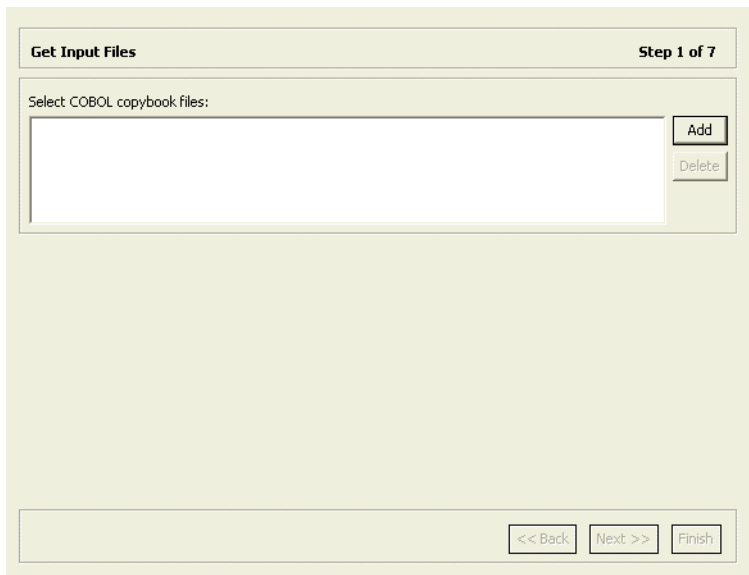 Get Input Files Step 1 of 7
Select COBOL copybook files:
Add
Delete
<< Back Next >> Finish